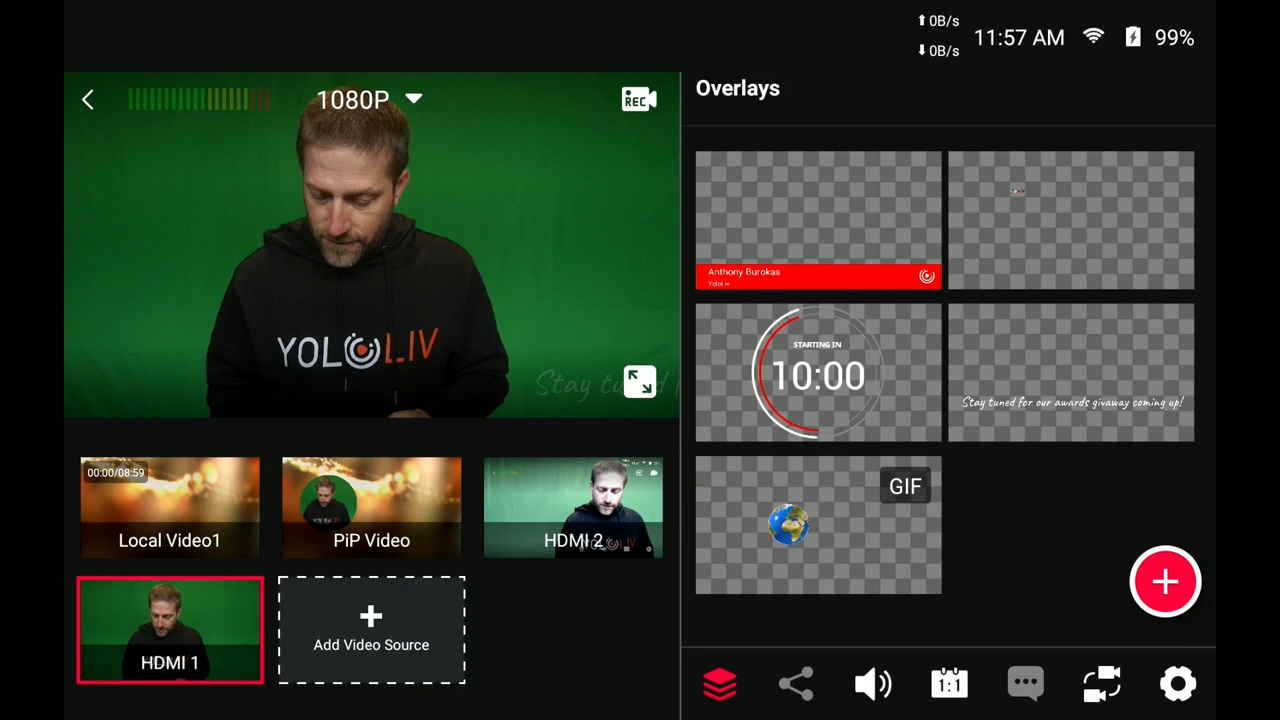 0B/s
0B/s
11:57 AM
99%
1080P
REC
YOLOLIV
Stay tuned
00:00/08:59
Local Video1
PiP Video
HDMI 2
HDMI 1
Add Video Source
Overlays
Anthony Burokas
YoloLiv
STARTING IN
10:00
Stay tuned for our awards givaway coming up!
GIF
1:1